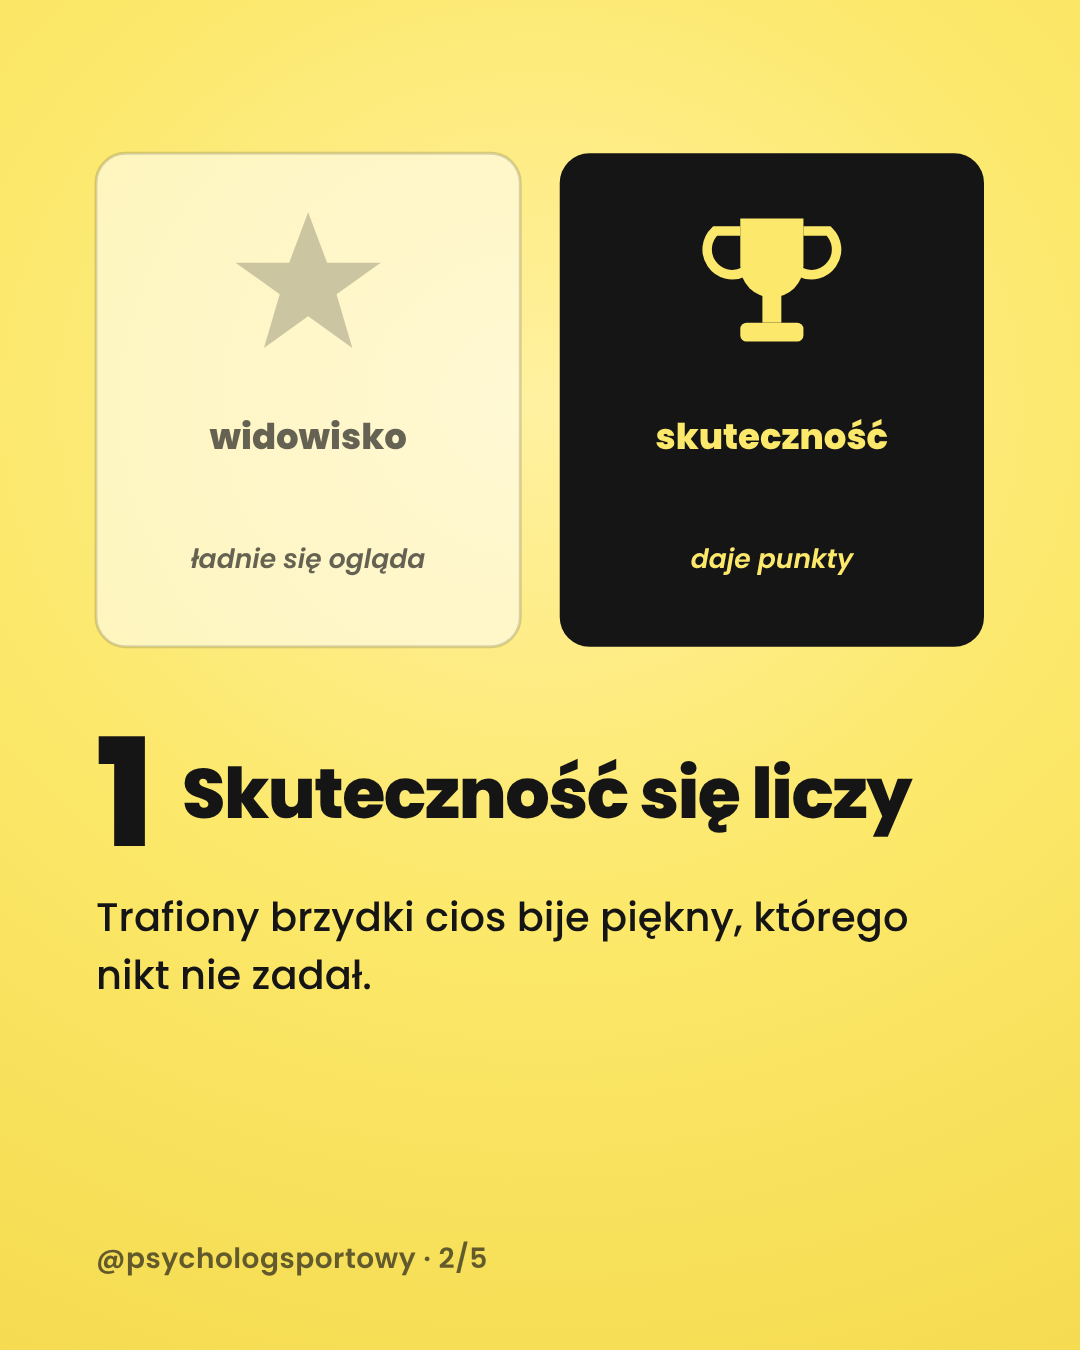 widowisko
ładnie się ogląda
skuteczność
daje punkty
1 Skuteczność się liczy
Trafiony brzydki cios bije piękny, którego
nikt nie zadał.
@psychologsportowy · 2/5